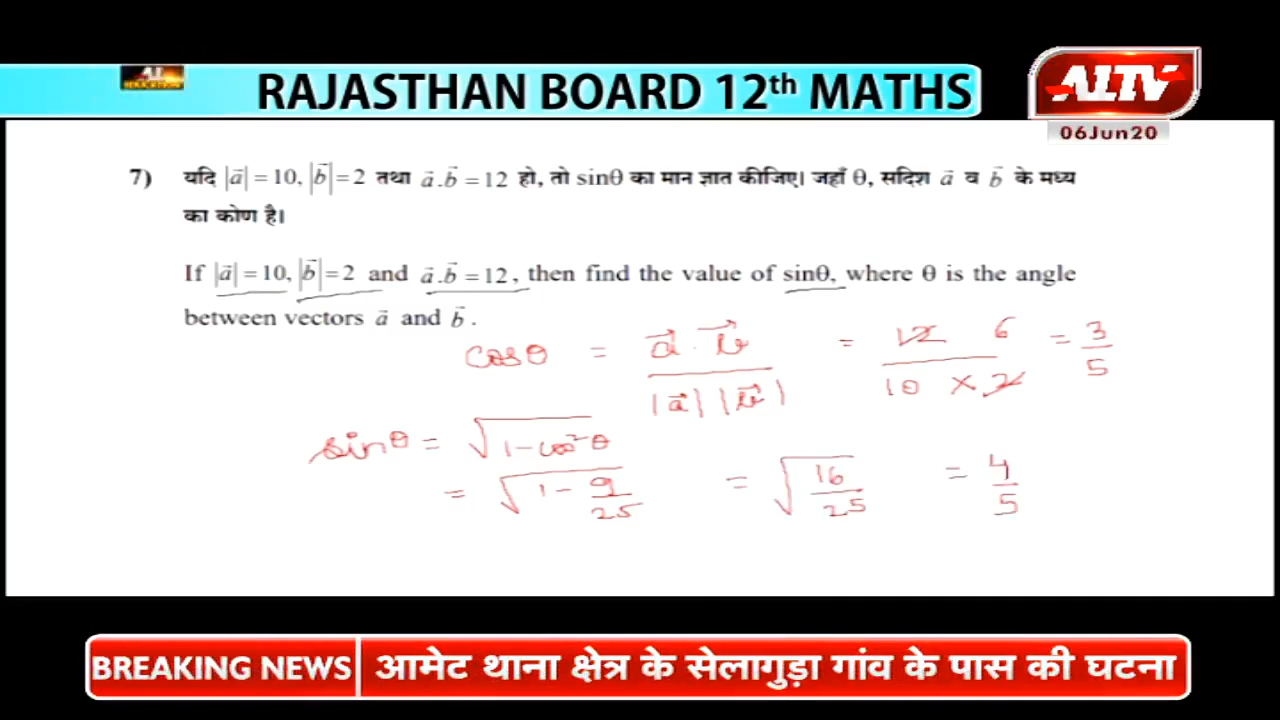 AI
EDUCATION
RAJASTHAN BOARD 12th MATHS
ALTV
06Jun20
7) यदि |a⃗| = 10, |b⃗| = 2 तथा a⃗.b⃗ = 12 हो, तो sinθ का मान ज्ञात कीजिए। जहाँ θ, सदिश a⃗ व b⃗ के मध्य
का कोण है।
If |a⃗| = 10, |b⃗| = 2 and a⃗.b⃗ = 12, then find the value of sinθ, where θ is the angle
between vectors a⃗ and b⃗.
cosθ = a⃗ . b⃗ / |a⃗| |b⃗| = 12 6 / 10 × 2 = 3/5
sinθ = √1-cos²θ
= √1 - 9/25 = √16/25 = 4/5
BREAKING NEWS आमेट थाना क्षेत्र के सेलागुड़ा गांव के पास की घटना